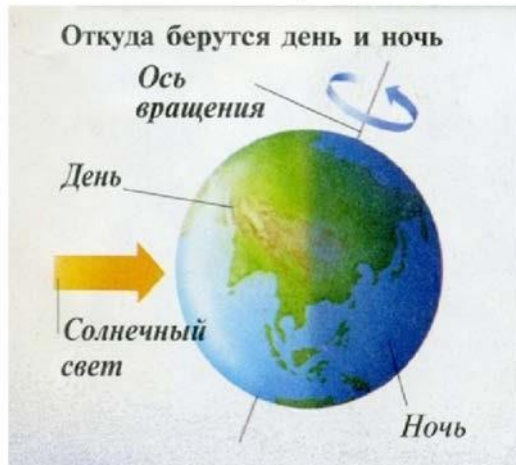 Откуда берутся день и ночь
Ось
вращения
День
Солнечный
свет
Ночь